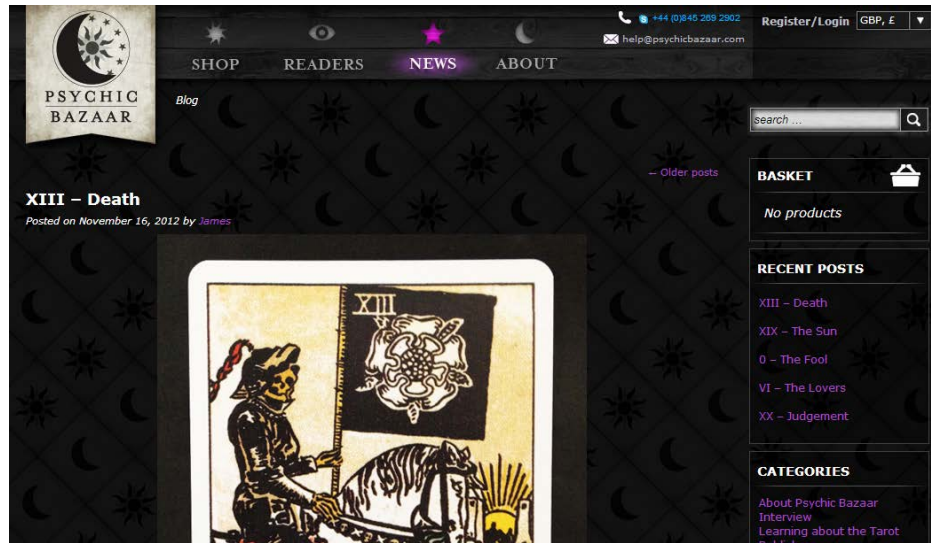 PSYCHIC
BAZAAR
SHOP
READERS
NEWS
ABOUT
+44 (0)845 269 2902
help@psychicbazaar.com
Register/Login
GBP, £
Blog
search ...
← Older posts
XIII – Death
Posted on November 16, 2012 by James
XIII
BASKET
No products
RECENT POSTS
XIII – Death
XIX – The Sun
0 – The Fool
VI – The Lovers
XX – Judgement
CATEGORIES
About Psychic Bazaar
Interview
Learning about the Tarot